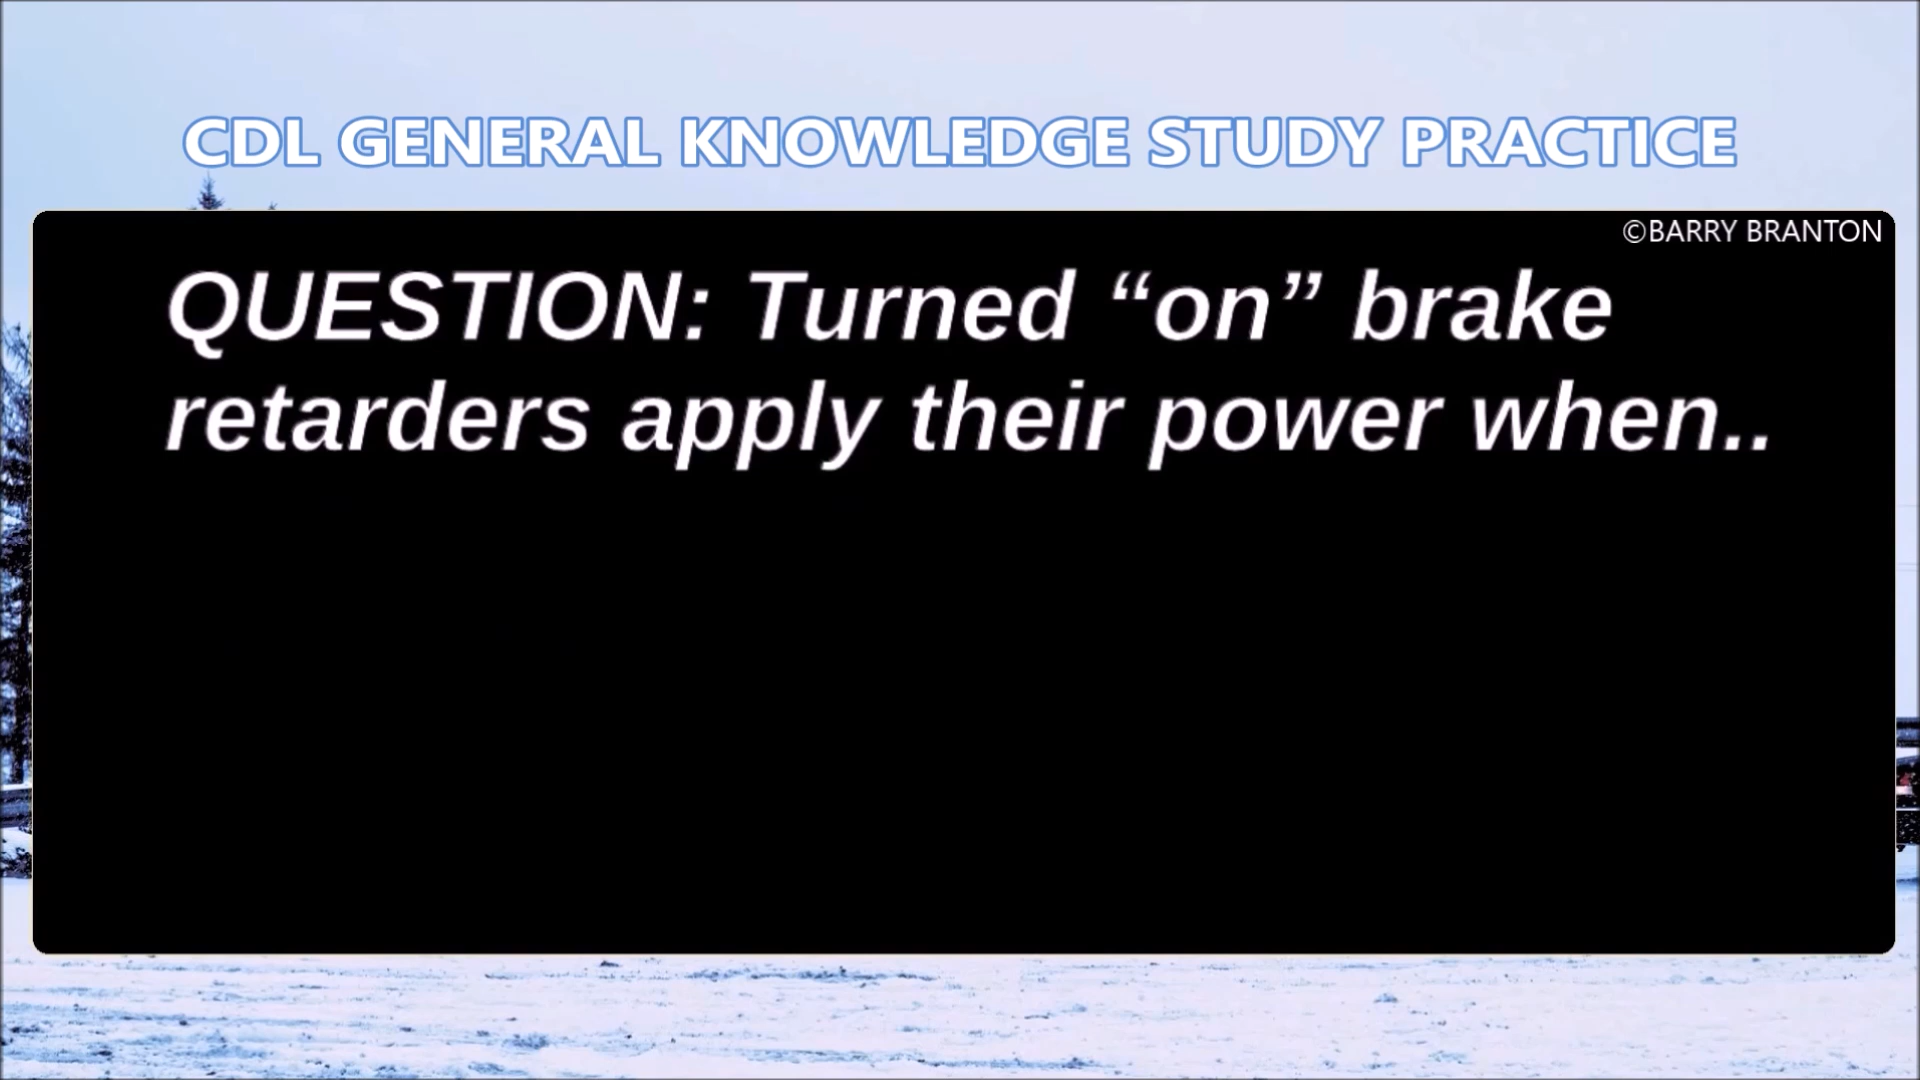 CDL GENERAL KNOWLEDGE STUDY PRACTICE
©BARRY BRANTON
QUESTION: Turned “on” brake
retarders apply their power when..